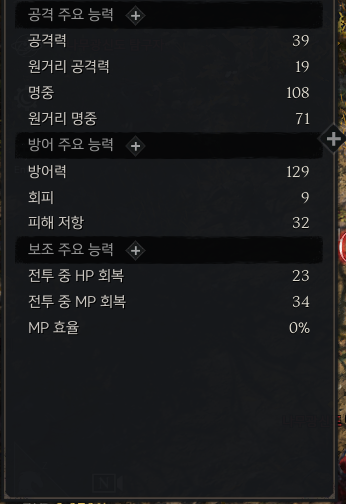 공격 주요 능력
공격력 39
원거리 공격력 19
명중 108
원거리 명중 71
방어 주요 능력
방어력 129
회피 9
피해 저항 32
보조 주요 능력
전투 중 HP 회복 23
전투 중 MP 회복 34
MP 효율 0%